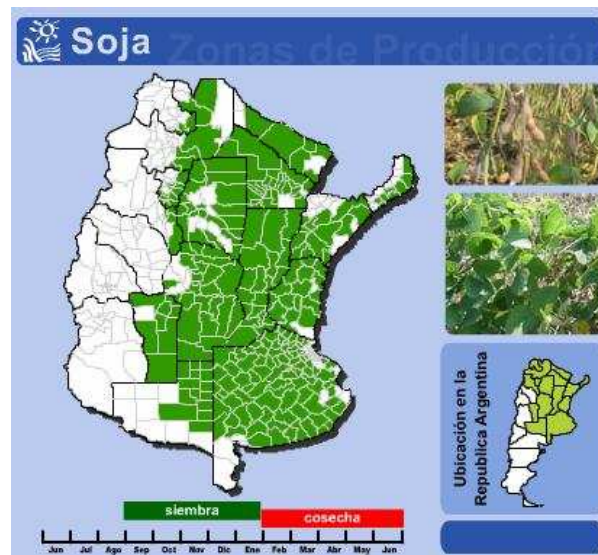 Soja Zonas de Producción
Ubicación en la
Republica Argentina
siembra
cosecha
Jun Jul Ago Sep Oct Nov Dic Ene Feb Mar Abr May Jun